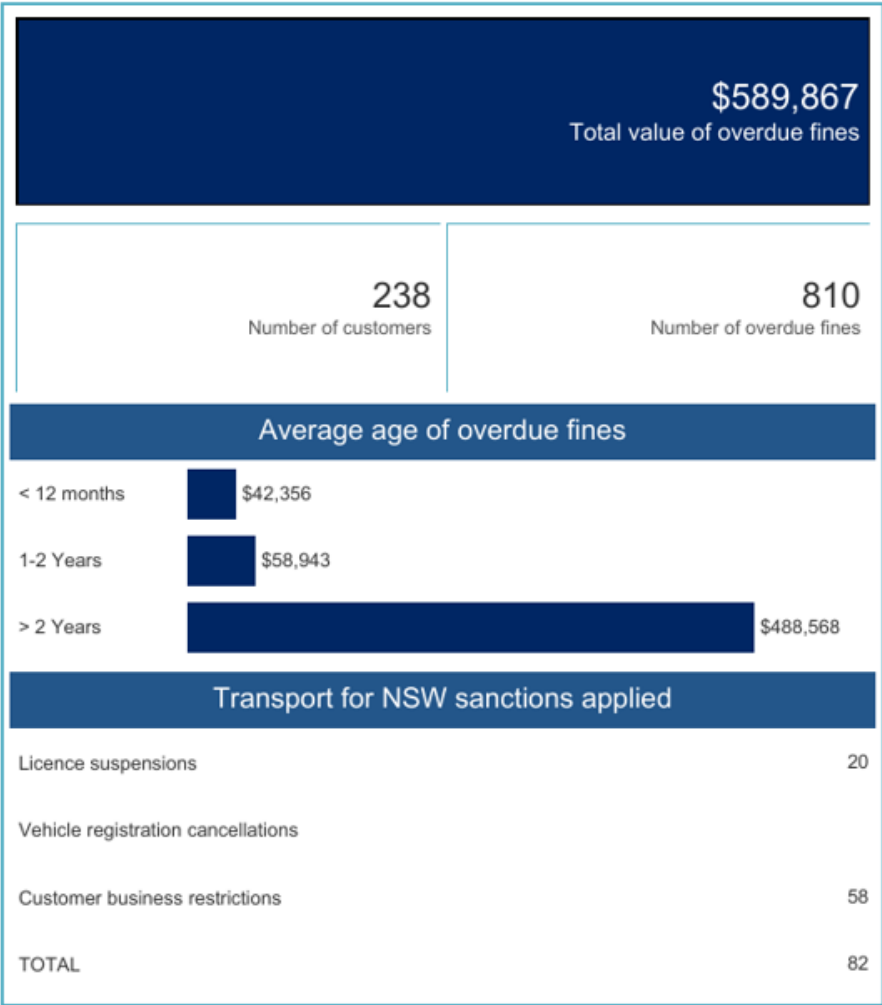 $589,867
Total value of overdue fines
238
Number of customers
810
Number of overdue fines
Average age of overdue fines
< 12 months $42,356
1-2 Years $58,943
> 2 Years $488,568
Transport for NSW sanctions applied
Licence suspensions 20
Vehicle registration cancellations
Customer business restrictions 58
TOTAL 82